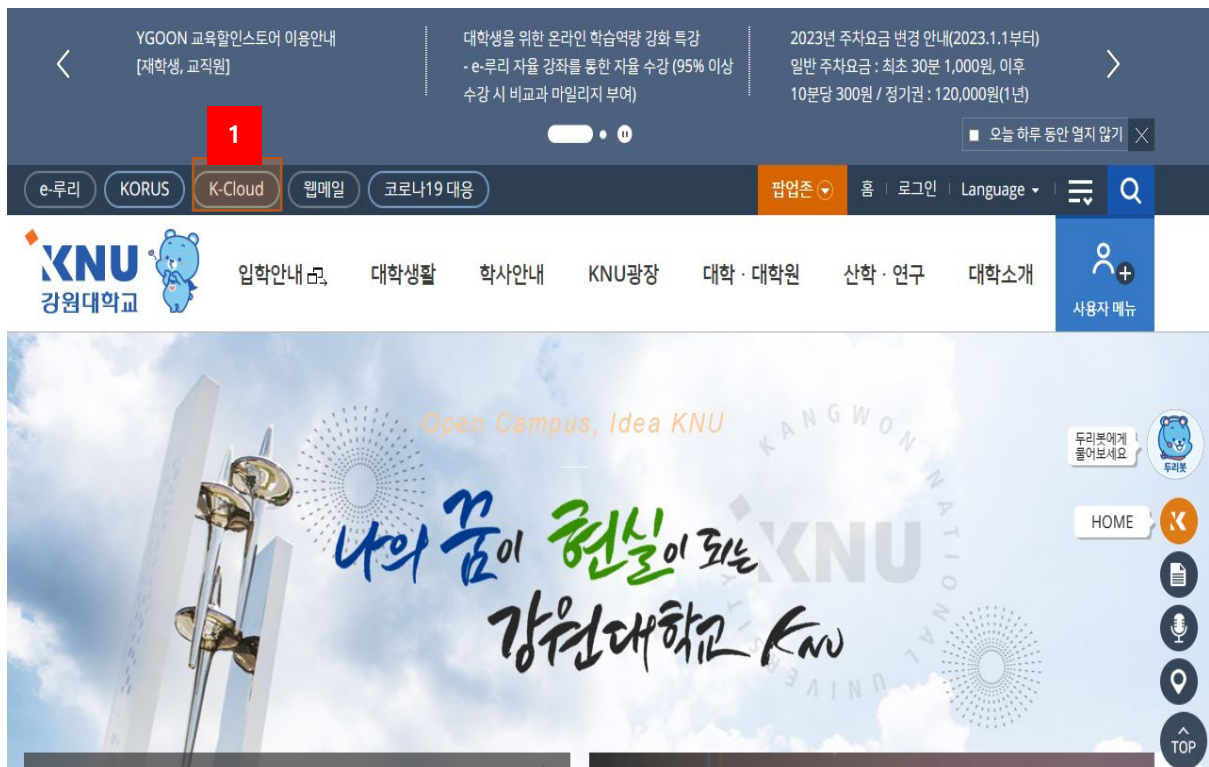 YGOON 교육할인스토어 이용안내
[재학생, 교직원]
대학생을 위한 온라인 학습역량 강화 특강
- e-루리 자율 강좌를 통한 자율 수강 (95% 이상
수강 시 비교과 마일리지 부여)
2023년 주차요금 변경 안내(2023.1.1부터)
일반 주차요금 : 최초 30분 1,000원, 이후
10분당 300원 / 정기권 : 120,000원(1년)
1
오늘 하루 동안 열지 않기
e-루리 KORUS K-Cloud 웹메일 코로나19 대응 팝업존 홈 로그인 Language
KNU
강원대학교
입학안내 대학생활 학사안내 KNU광장 대학 · 대학원 산학 · 연구 대학소개
사용자 메뉴
Open Campus, Idea KNU
KANGWON NATIONAL UNIVERSITY
KNU
나의 꿈이 현실이 되는
강원대학교 KNU
두리봇에게
물어보세요
두리봇
HOME
TOP